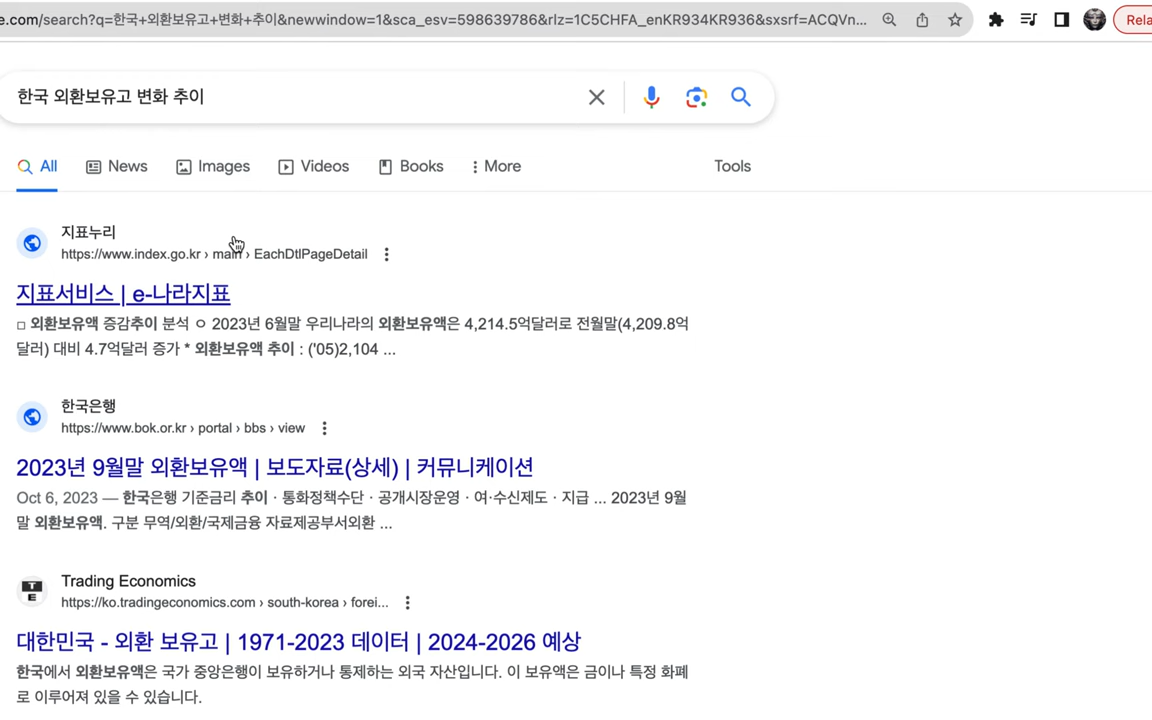 e.com/search?q=한국+외환보유고+변화+추이&newwindow=1&sca_esv=598639786&rlz=1C5CHFA_enKR934KR936&sxsrf=ACQVn...
Rela
한국 외환보유고 변화 추이
All News Images Videos Books More Tools
지표누리
https://www.index.go.kr › main › EachDtlPageDetail
지표서비스 | e-나라지표
□ 외환보유액 증감추이 분석 ㅇ 2023년 6월말 우리나라의 외환보유액은 4,214.5억달러로 전월말(4,209.8억
달러) 대비 4.7억달러 증가 * 외환보유액 추이 : ('05)2,104 ...
한국은행
https://www.bok.or.kr › portal › bbs › view
2023년 9월말 외환보유액 | 보도자료(상세) | 커뮤니케이션
Oct 6, 2023 — 한국은행 기준금리 추이 · 통화정책수단 · 공개시장운영 · 여·수신제도 · 지급 ... 2023년 9월
말 외환보유액. 구분 무역/외환/국제금융 자료제공부서외환 ...
TE
Trading Economics
https://ko.tradingeconomics.com › south-korea › forei...
대한민국 - 외환 보유고 | 1971-2023 데이터 | 2024-2026 예상
한국에서 외환보유액은 국가 중앙은행이 보유하거나 통제하는 외국 자산입니다. 이 보유액은 금이나 특정 화폐
로 이루어져 있을 수 있습니다.